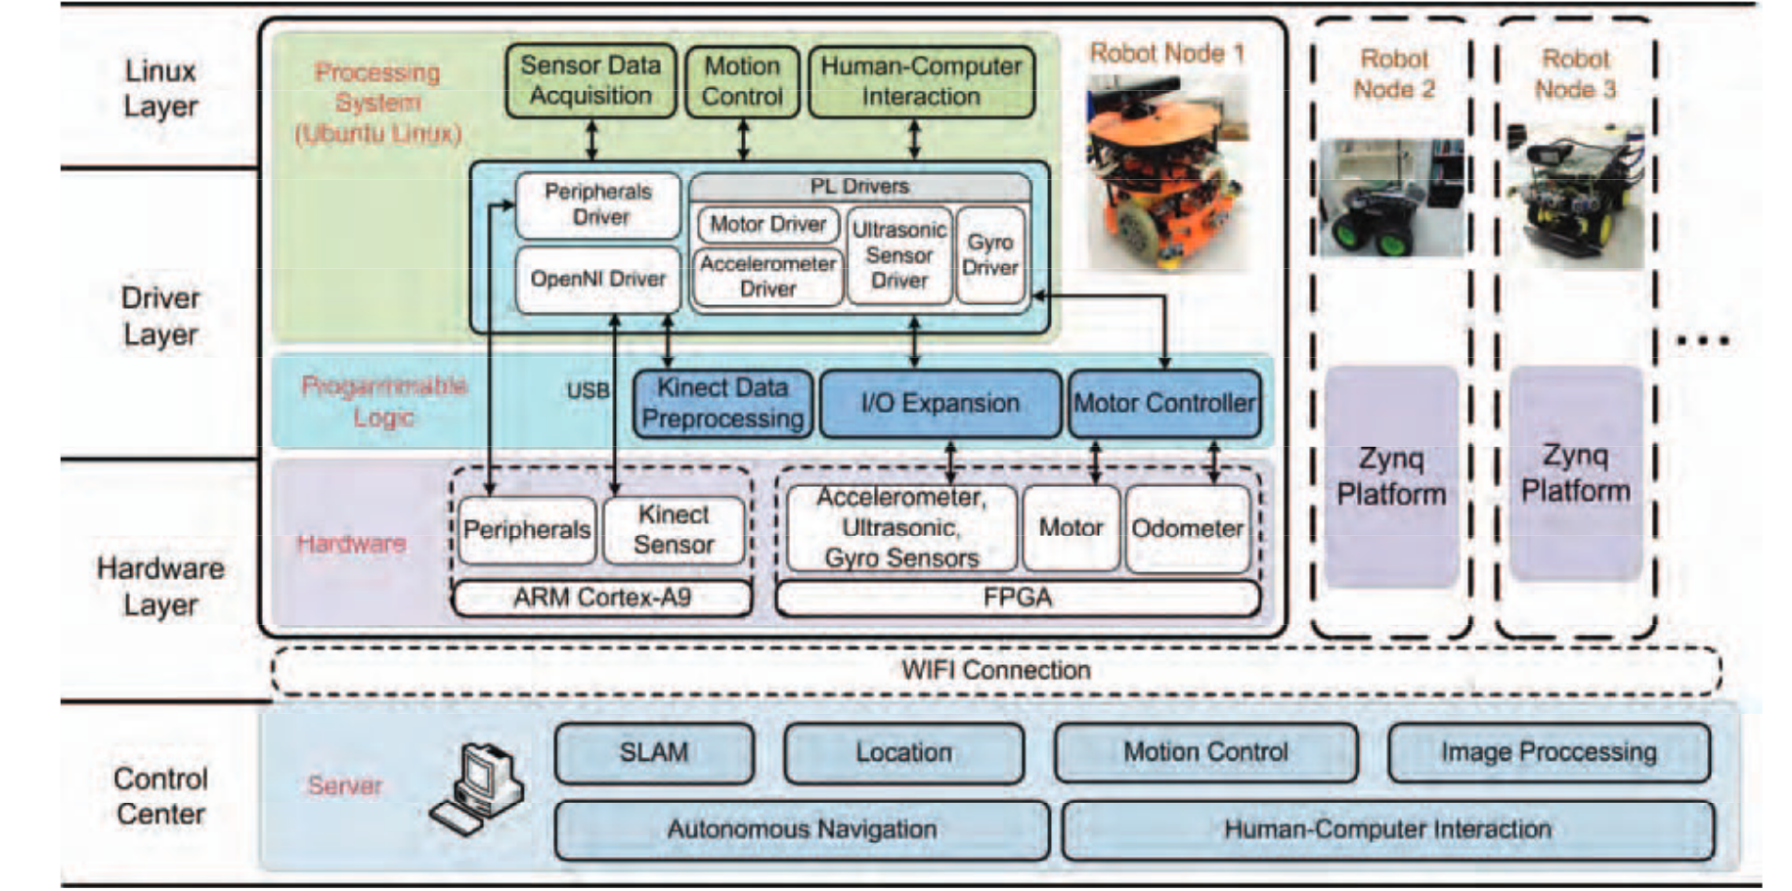 Linux
Layer
Processing
System
(Ubuntu Linux)
Sensor Data
Acquisition
Motion
Control
Human-Computer
Interaction
Robot Node 1
Robot
Node 2
Robot
Node 3
Driver
Layer
Peripherals
Driver
OpenNI Driver
PL Drivers
Motor Driver
Accelerometer
Driver
Ultrasonic
Sensor
Driver
Gyro
Driver
...
Progammable
Logic
USB
Kinect Data
Preprocessing
I/O Expansion
Motor Controller
Zynq
Platform
Zynq
Platform
Hardware
Layer
Hardware
Peripherals
Kinect
Sensor
ARM Cortex-A9
Accelerometer,
Ultrasonic,
Gyro Sensors
Motor
Odometer
FPGA
WIFI Connection
Control
Center
Server
SLAM
Location
Motion Control
Image Proccessing
Autonomous Navigation
Human-Computer Interaction